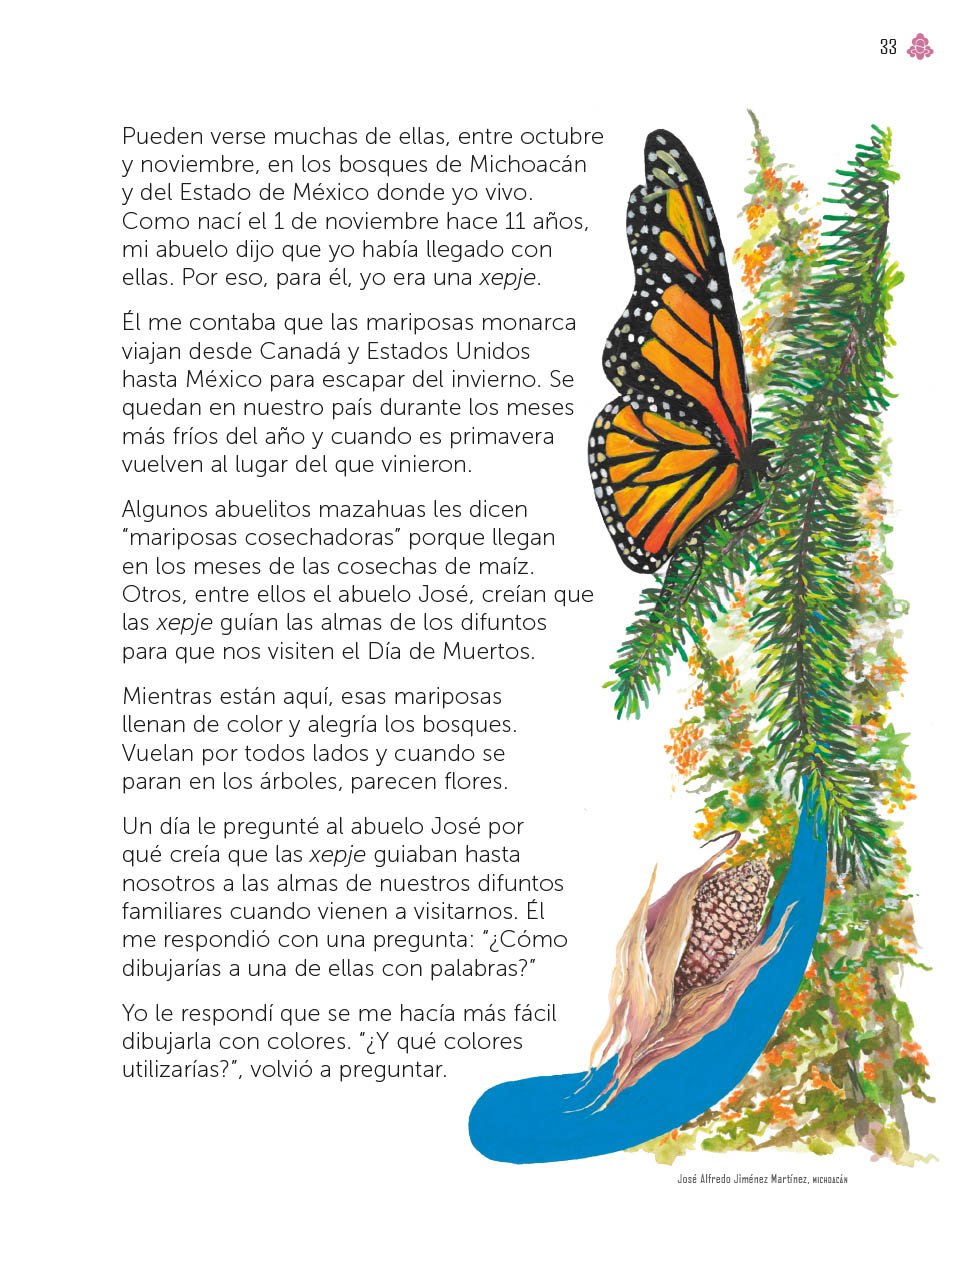 33
Pueden verse muchas de ellas, entre octubre
y noviembre, en los bosques de Michoacán
y del Estado de México donde yo vivo.
Como nací el 1 de noviembre hace 11 años,
mi abuelo dijo que yo había llegado con
ellas. Por eso, para él, yo era una xepje.
Él me contaba que las mariposas monarca
viajan desde Canadá y Estados Unidos
hasta México para escapar del invierno. Se
quedan en nuestro país durante los meses
más fríos del año y cuando es primavera
vuelven al lugar del que vinieron.
Algunos abuelitos mazahuas les dicen
“mariposas cosechadoras” porque llegan
en los meses de las cosechas de maíz.
Otros, entre ellos el abuelo José, creían que
las xepje guían las almas de los difuntos
para que nos visiten el Día de Muertos.
Mientras están aquí, esas mariposas
llenan de color y alegría los bosques.
Vuelan por todos lados y cuando se
paran en los árboles, parecen flores.
Un día le pregunté al abuelo José por
qué creía que las xepje guiaban hasta
nosotros a las almas de nuestros difuntos
familiares cuando vienen a visitarnos. Él
me respondió con una pregunta: “¿Cómo
dibujarías a una de ellas con palabras?”
Yo le respondí que se me hacía más fácil
dibujarla con colores. “¿Y qué colores
utilizarías?”, volvió a preguntar.
José Alfredo Jiménez Martínez, MICHOACÁN